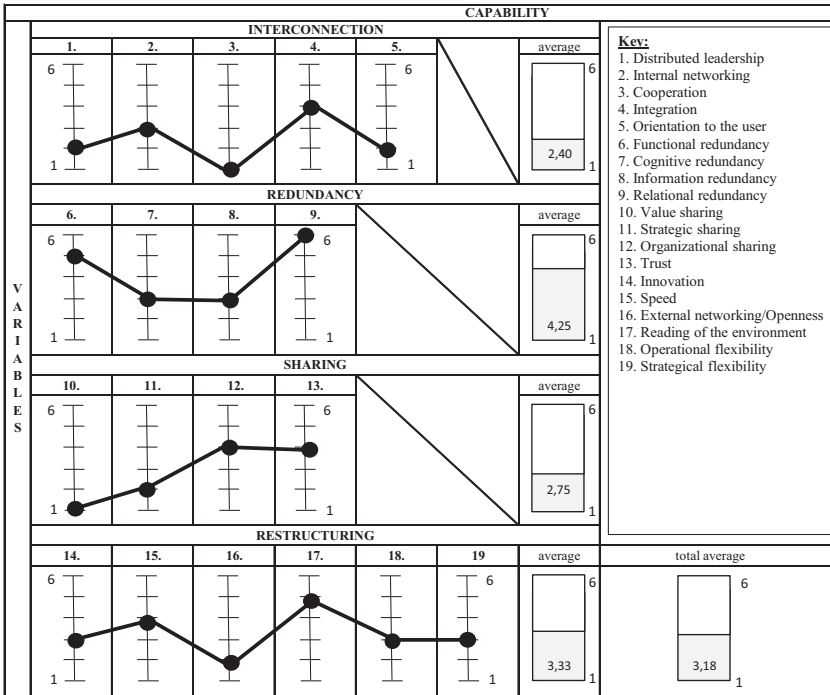 CAPABILITY
VARIABLES
INTERCONNECTION
1. 2. 3. 4. 5. average
6 6 6
1 1 1
2,40
REDUNDANCY
6. 7. 8. 9. average
6 6 6
1 1 1
4,25
SHARING
10. 11. 12. 13. average
6 6 6
1 1 1
2,75
RESTRUCTURING
14. 15. 16. 17. 18. 19 average total average
6 6 6 6
1 1 1 1
3,33 3,18
Key:
1. Distributed leadership
2. Internal networking
3. Cooperation
4. Integration
5. Orientation to the user
6. Functional redundancy
7. Cognitive redundancy
8. Information redundancy
9. Relational redundancy
10. Value sharing
11. Strategic sharing
12. Organizational sharing
13. Trust
14. Innovation
15. Speed
16. External networking/Openness
17. Reading of the environment
18. Operational flexibility
19. Strategical flexibility